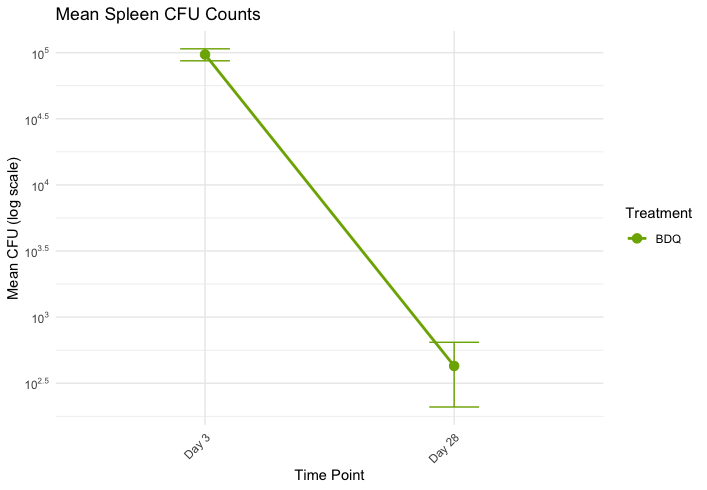 Mean Spleen CFU Counts
Mean CFU (log scale)
10^5
10^4.5
10^4
10^3.5
10^3
10^2.5
Day 3
Day 28
Time Point
Treatment
BDQ